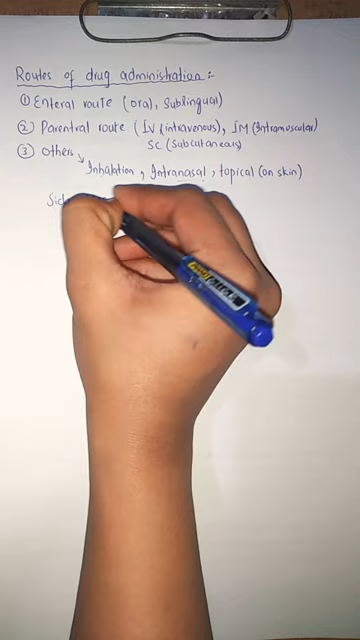 Routes of drug administration:-
① Enteral route (oral, Sublingual)
② Parentral route (IV (intravenous), IM (Intramuscular)
SC (Subcutaneous)
③ Others
Inhabtion, Intranasal, topical (on skin)